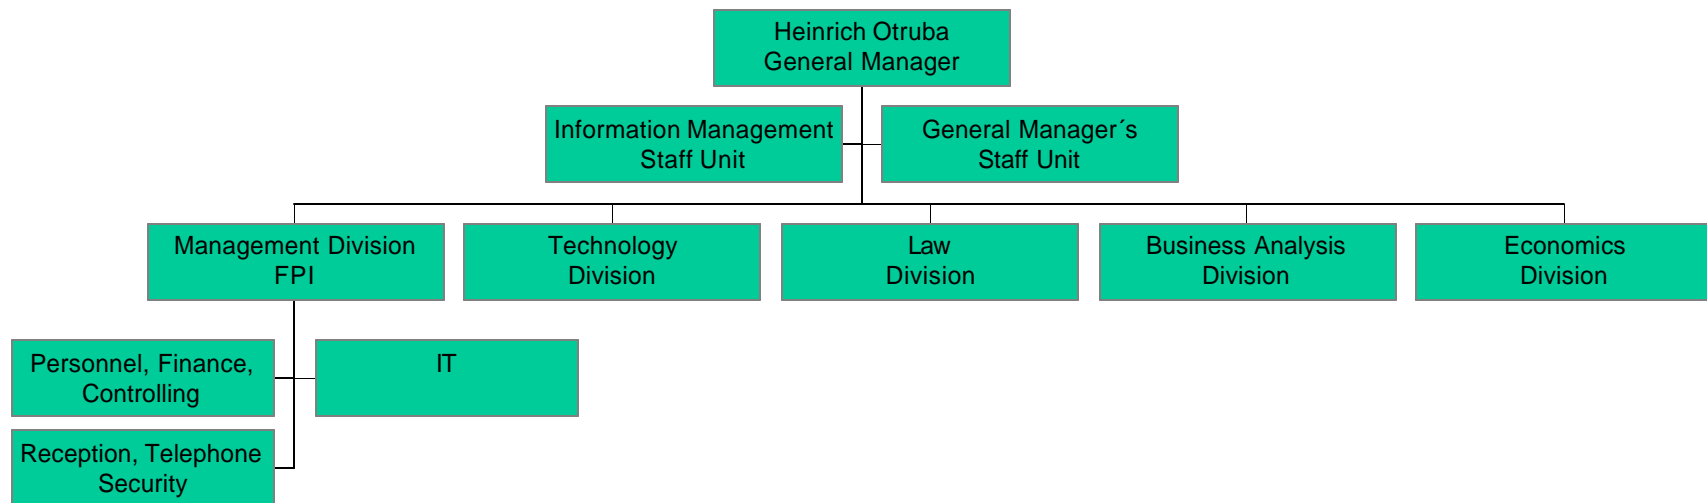 Heinrich Otruba
General Manager
Information Management
Staff Unit
General Manager´s
Staff Unit
Management Division
FPI
Technology
Division
Law
Division
Business Analysis
Division
Economics
Division
Personnel, Finance,
Controlling
IT
Reception, Telephone
Security